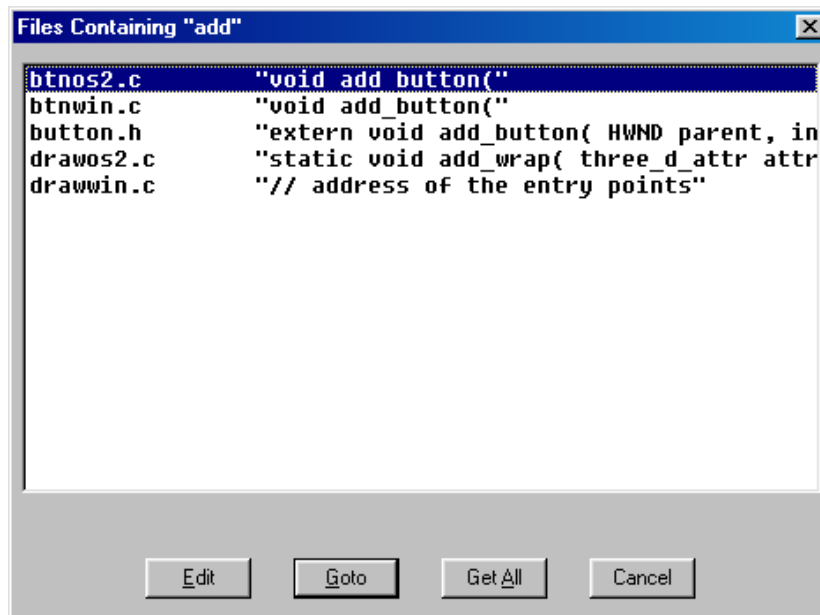 Files Containing "add"
btnos2.c "void add_button("
btnwin.c "void add_button("
button.h "extern void add_button( HWND parent, in
drawos2.c "static void add_wrap( three_d_attr attr
drawwin.c "// address of the entry points"
Edit Goto Get All Cancel